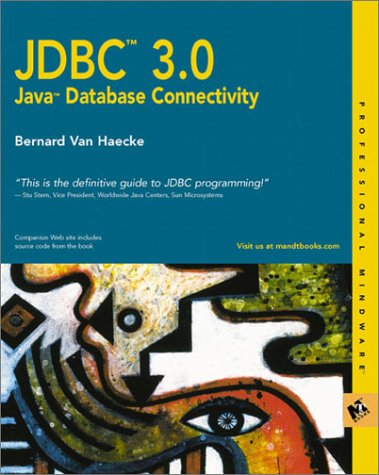 JDBC™ 3.0
Java™ Database Connectivity
Bernard Van Haecke
“This is the definitive guide to JDBC programming!”
— Stu Stern, Vice President, Worldwide Java Centers, Sun Microsystems
Companion Web site includes
source code from the book
Visit us at mandtbooks.com
PROFESSIONAL MINDWARE™